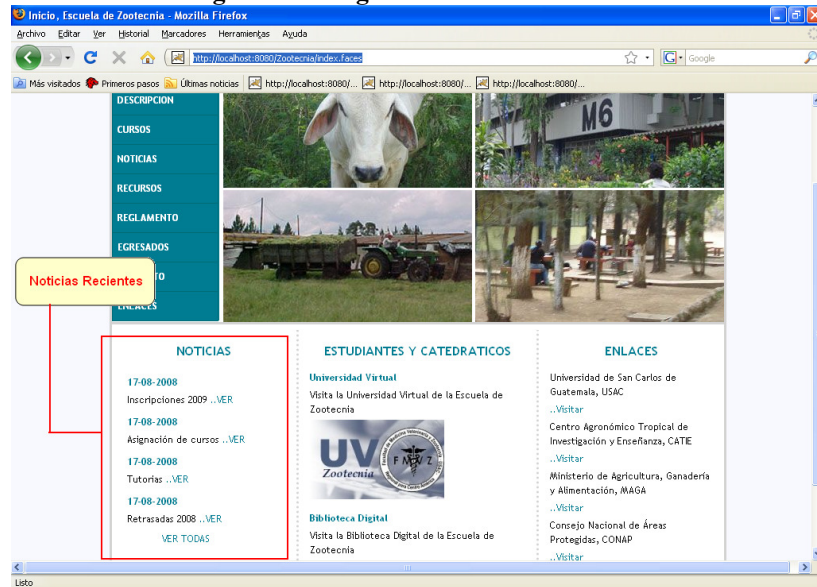 Inicio, Escuela de Zootecnia - Mozilla Firefox
Archivo Editar Ver Historial Marcadores Herramientas Ayuda
http://localhost:8080/Zootecnia/index.faces
Google
Más visitados Primeros pasos Últimas noticias http://localhost:8080/... http://localhost:8080/... http://localhost:8080/...
DESCRIPCION
CURSOS
NOTICIAS
RECURSOS
REGLAMENTO
EGRESADOS
ENLACES
M6
Noticias Recientes
NOTICIAS
17-08-2008
Inscripciones 2009 ..VER
17-08-2008
Asignación de cursos ..VER
17-08-2008
Tutorias ..VER
17-08-2008
Retrasadas 2008 ..VER
VER TODAS
ESTUDIANTES Y CATEDRATICOS
Universidad Virtual
Visita la Universidad Virtual de la Escuela de
Zootecnia
UV
Zootecnia
F M V Z
Biblioteca Digital
Visita la Biblioteca Digital de la Escuela de
Zootecnia
ENLACES
Universidad de San Carlos de
Guatemala, USAC
..Visitar
Centro Agronómico Tropical de
Investigación y Enseñanza, CATIE
..Visitar
Ministerio de Agricultura, Ganadería
y Alimentación, MAGA
..Visitar
Consejo Nacional de Áreas
Protegidas, CONAP
..Visitar
Listo